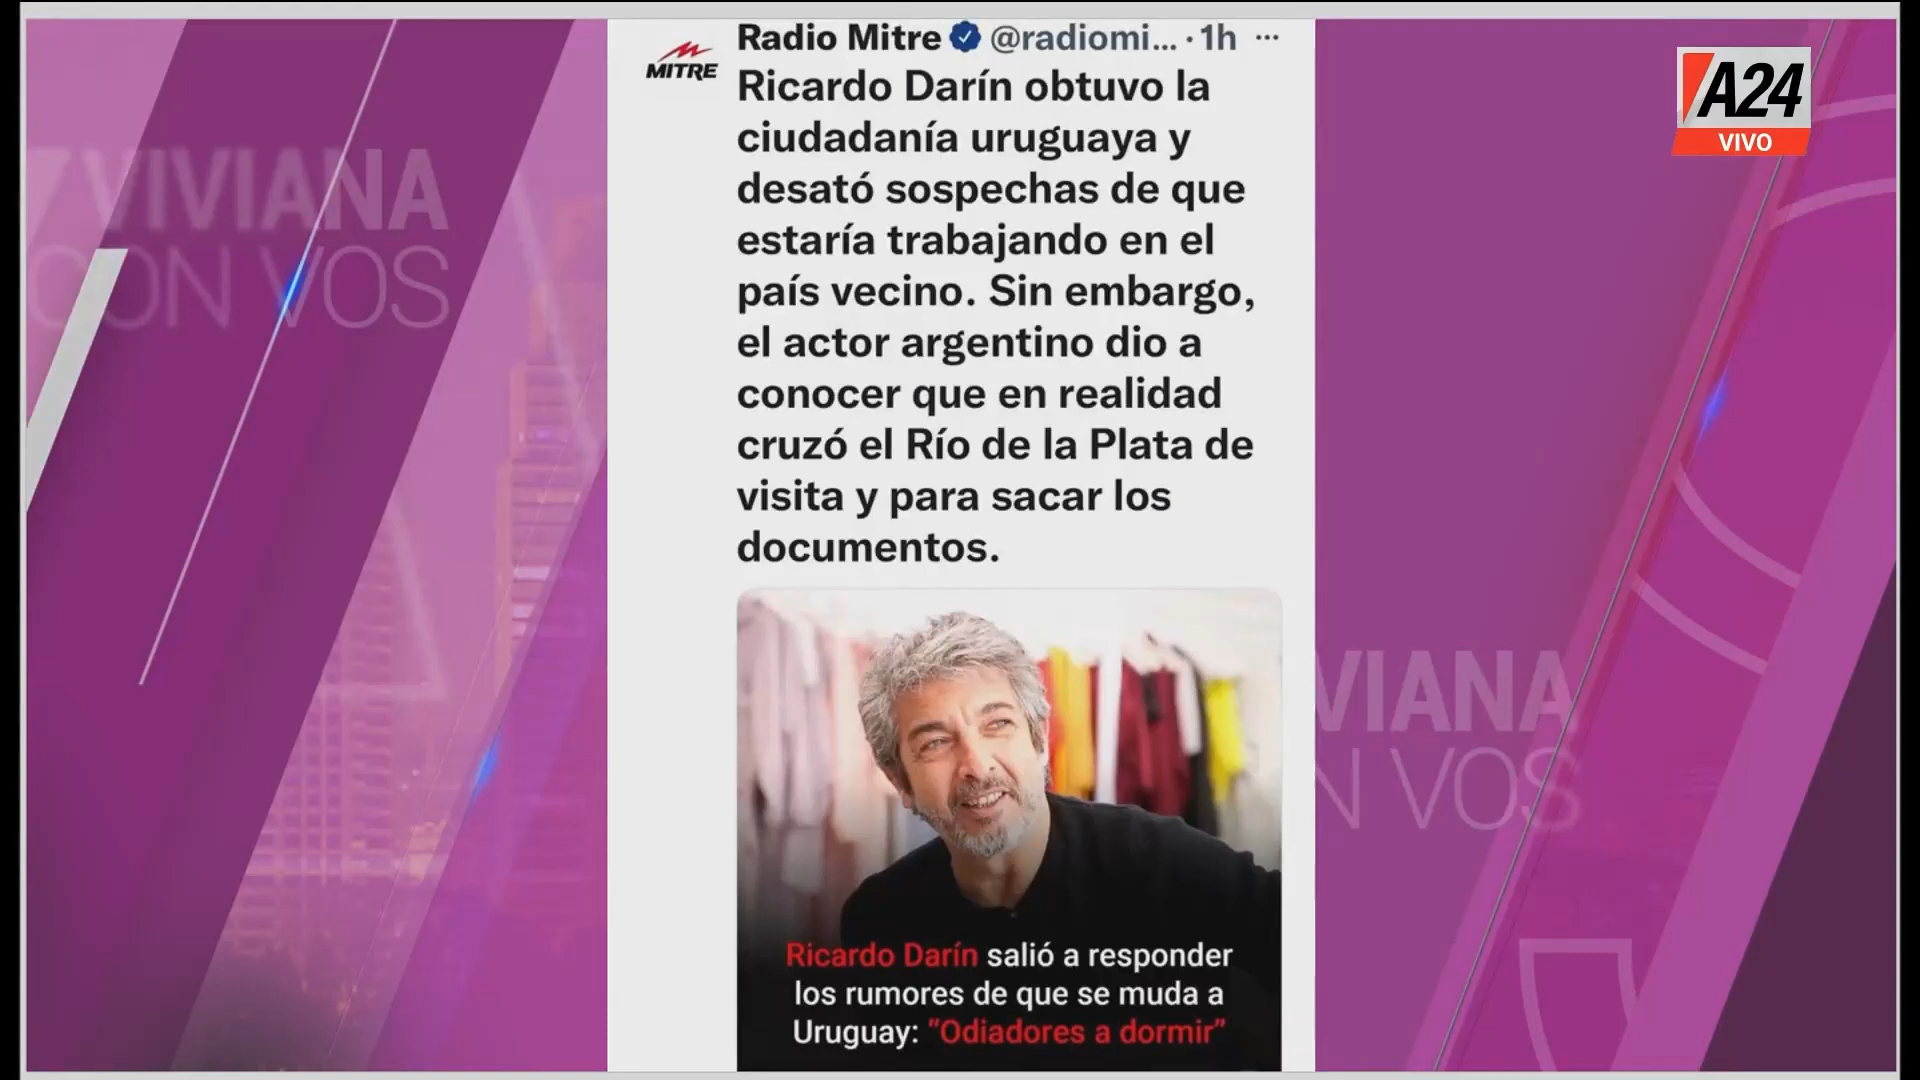 Radio Mitre @radiomi... · 1h ...
MITRE
Ricardo Darín obtuvo la
ciudadanía uruguaya y
desató sospechas de que
estaría trabajando en el
país vecino. Sin embargo,
el actor argentino dio a
conocer que en realidad
cruzó el Río de la Plata de
visita y para sacar los
documentos.
Ricardo Darín salió a responder
los rumores de que se muda a
Uruguay: “Odiadores a dormir”
A24
VIVO
VIVIANA
CON VOS
VIANA
N VOS